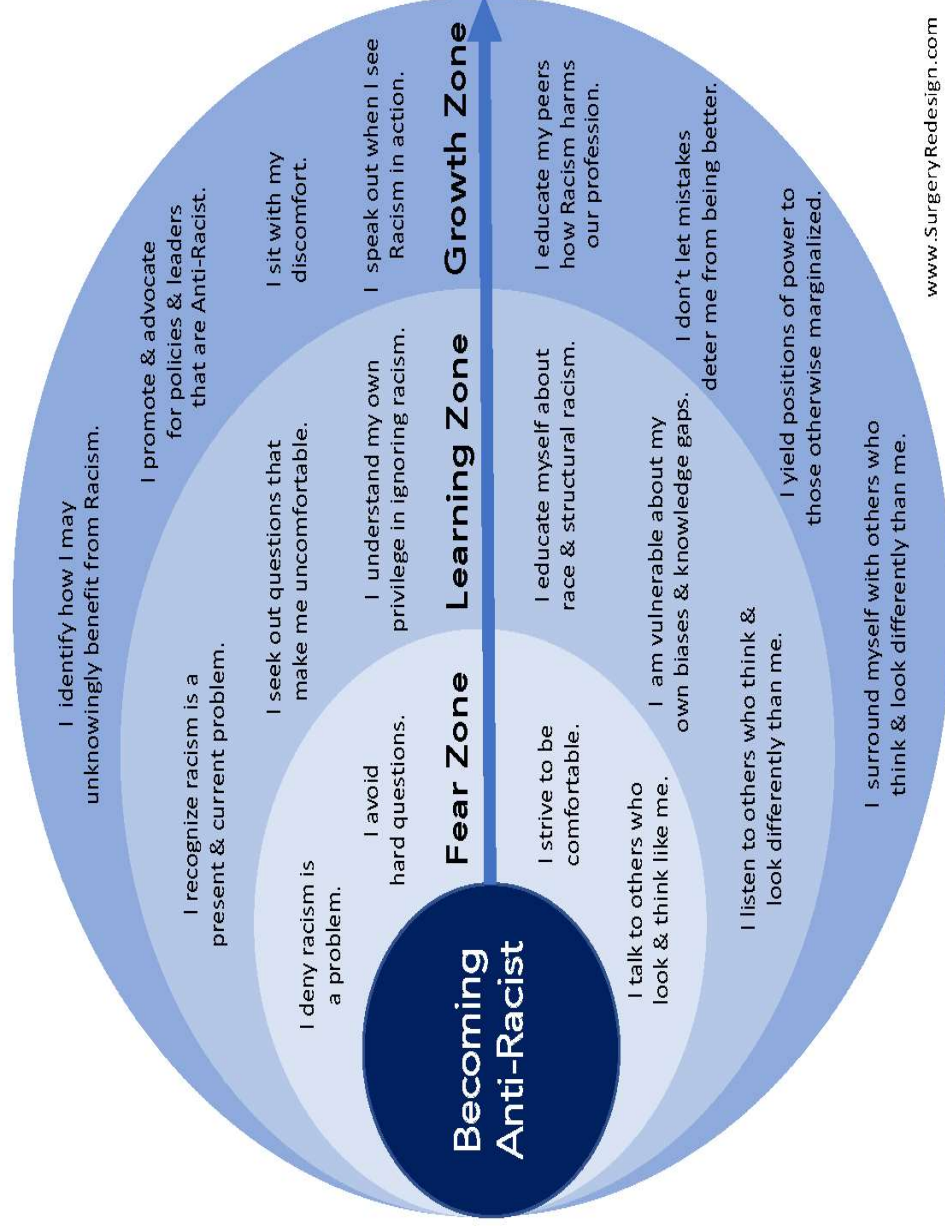 Becoming
Anti-Racist
Fear Zone
I deny racism is
a problem.
I avoid
hard questions.
I strive to be
comfortable.
I talk to others who
look & think like me.
Learning Zone
I recognize racism is a
present & current problem.
I seek out questions that
make me uncomfortable.
I understand my own
privilege in ignoring racism.
I educate myself about
race & structural racism.
I am vulnerable about my
own biases & knowledge gaps.
I listen to others who think &
look differently than me.
Growth Zone
I identify how I may
unknowingly benefit from Racism.
I promote & advocate
for policies & leaders
that are Anti-Racist.
I sit with my
discomfort.
I speak out when I see
Racism in action.
I educate my peers
how Racism harms
our profession.
I don't let mistakes
deter me from being better.
I yield positions of power to
those otherwise marginalized.
I surround myself with others who
think & look differently than me.
www.SurgeryRedesign.com